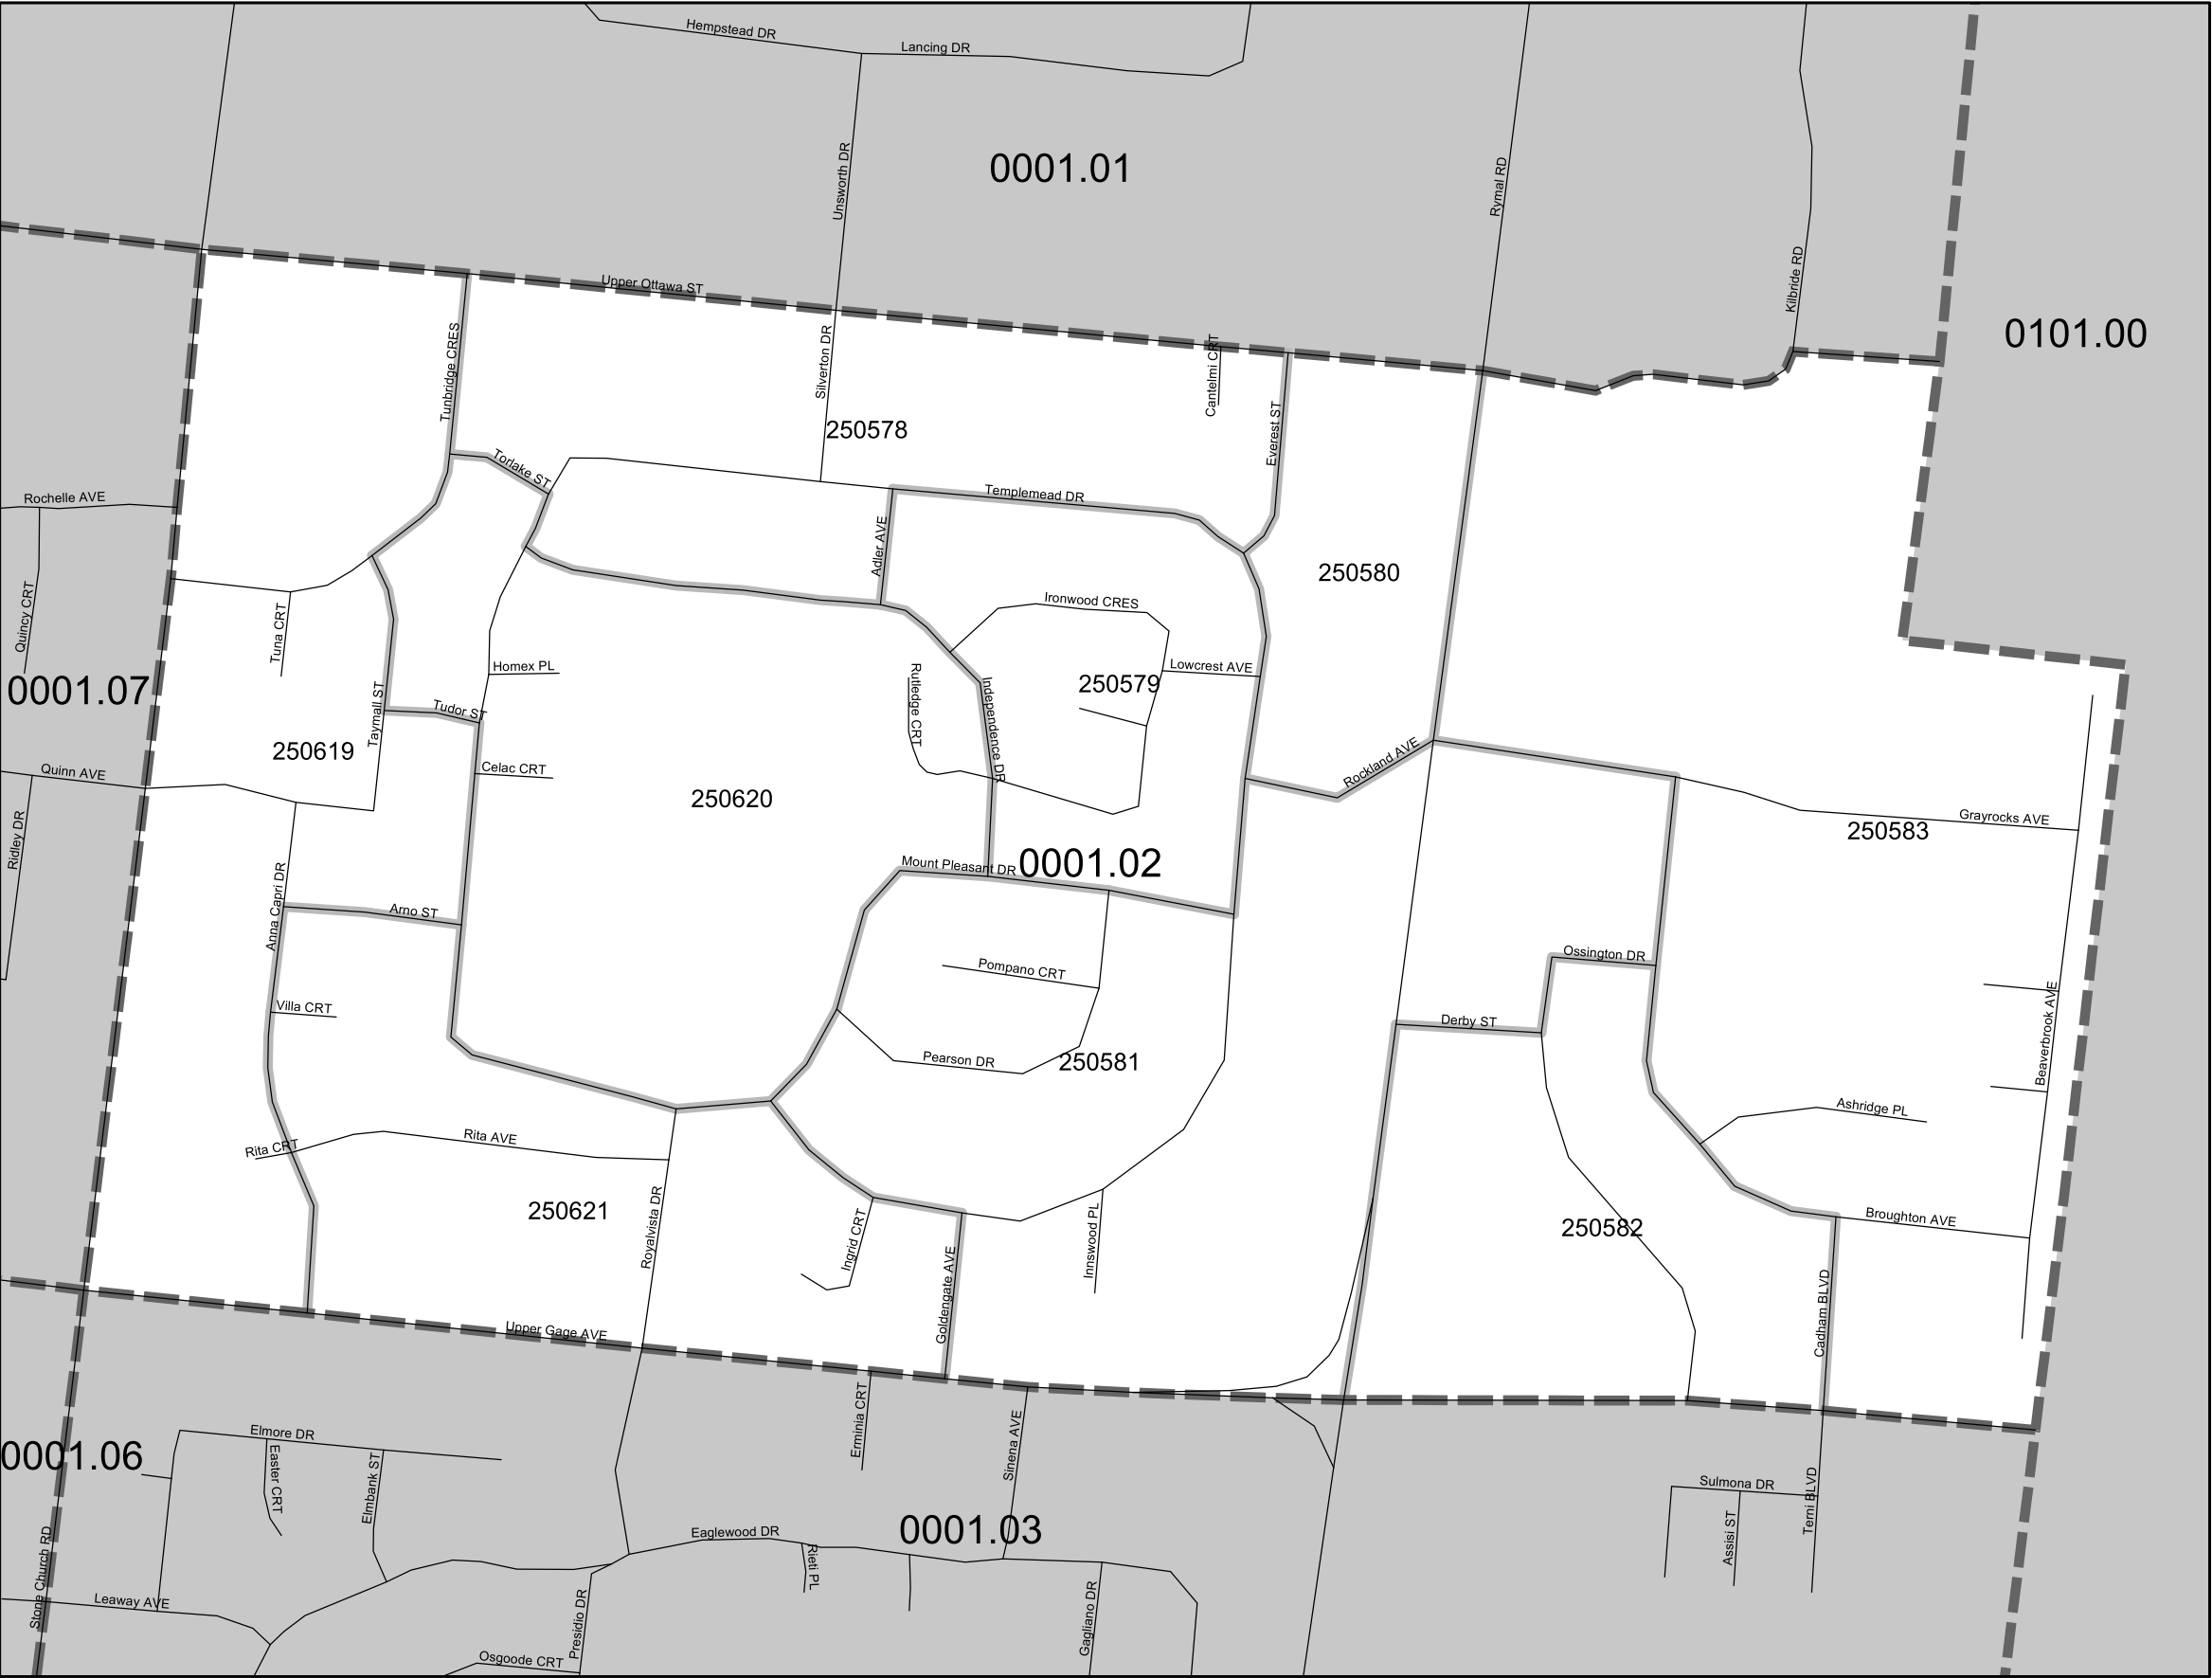 Hempstead DR
Lancing DR
Unsworth DR
0001.01
Rymal RD
Kilbride RD
Upper Ottawa ST
0101.00
Tunbridge CRES
Silverton DR
Cantelmi CRT
Everest ST
250578
Torlake ST
Templemead DR
Rochelle AVE
Adler AVE
250580
Quincy CRT
Tuna CRT
Ironwood CRES
Homex PL
Lowcrest AVE
0001.07
250579
Rutledge CRT
Independence DR
Taymall ST
Tudor ST
250619
Rockland AVE
Quinn AVE
Celac CRT
250620
Grayrocks AVE
250583
Ridley DR
Mount Pleasant DR
0001.02
Anna Capri DR
Arno ST
Ossington DR
Pompano CRT
Villa CRT
Derby ST
Beaverbrook AVE
Pearson DR
250581
Ashridge PL
Rita CRT
Rita AVE
250621
Royalvista DR
Ingrid CRT
Innswood PL
250582
Broughton AVE
Goldengate AVE
Cadham BLVD
Upper Gage AVE
Erminia CRT
Sinena AVE
Elmore DR
0001.06
Easter CRT
Elmbank ST
Sulmona DR
Assisi ST
Terni BLVD
Eaglewood DR
0001.03
Rieti PL
Stone Church RD
Leaway AVE
Presidio DR
Gagliano DR
Osgoode CRT